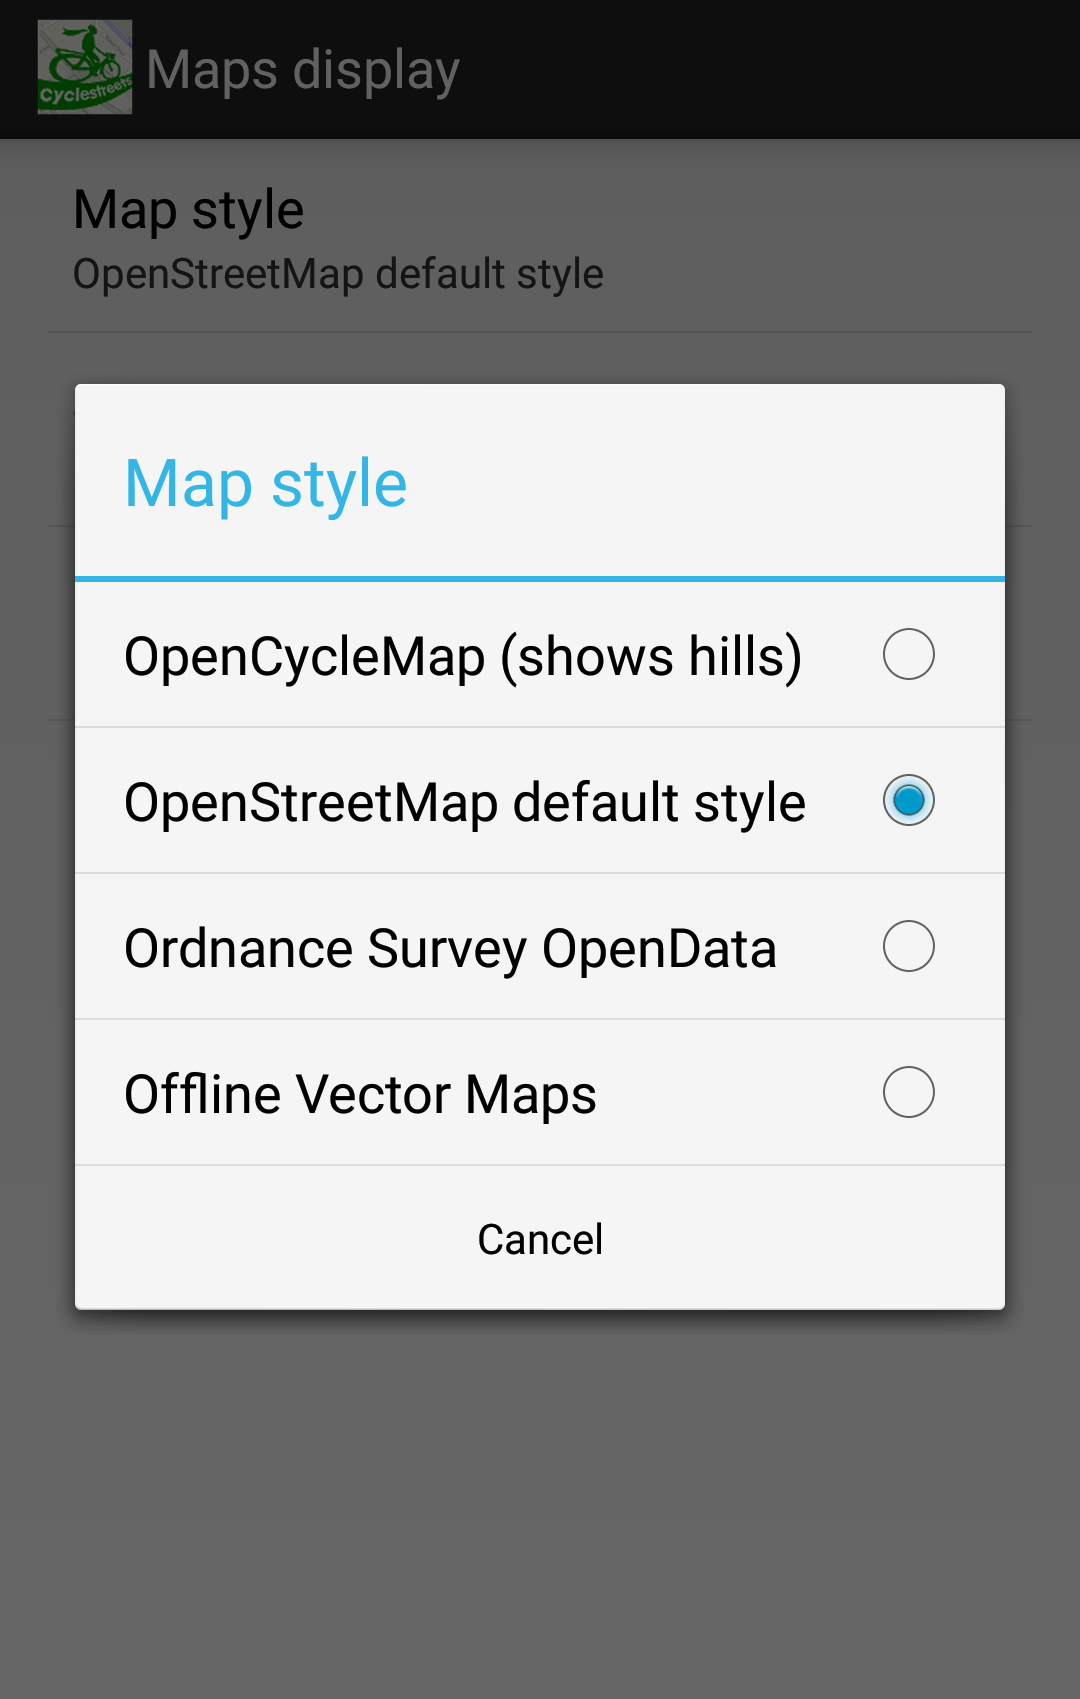 Cyclestreets
Maps display
Map style
OpenStreetMap default style
Map style
OpenCycleMap (shows hills)
OpenStreetMap default style
Ordnance Survey OpenData
Offline Vector Maps
Cancel